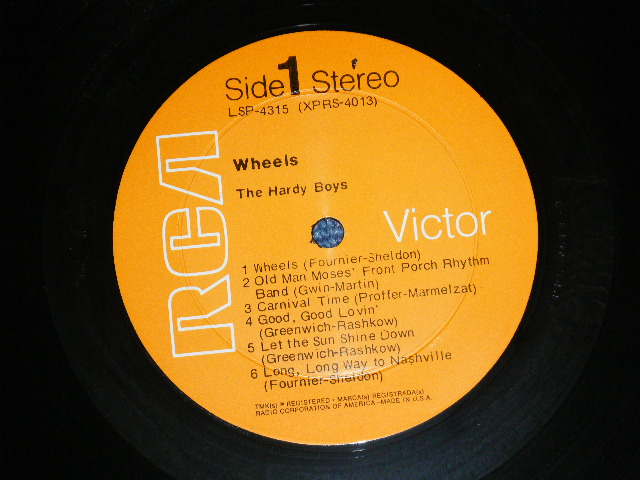 Side 1 Stereo
LSP-4315 (XPRS-4013)
RCA
Wheels
The Hardy Boys
Victor
1 Wheels (Fournier-Sheldon)
2 Old Man Moses' Front Porch Rhythm
Band (Gwin-Martin)
3 Carnival Time (Proffer-Marmelzat)
4 Good, Good Lovin'
(Greenwich-Rashkow)
5 Let the Sun Shine Down
(Greenwich-Rashkow)
6 Long, Long Way to Nashville
(Fournier-Sheldon)
TMK(s) ® REGISTERED • MARCA(s) REGISTRADA(s)
RADIO CORPORATION OF AMERICA-MADE IN U.S.A.